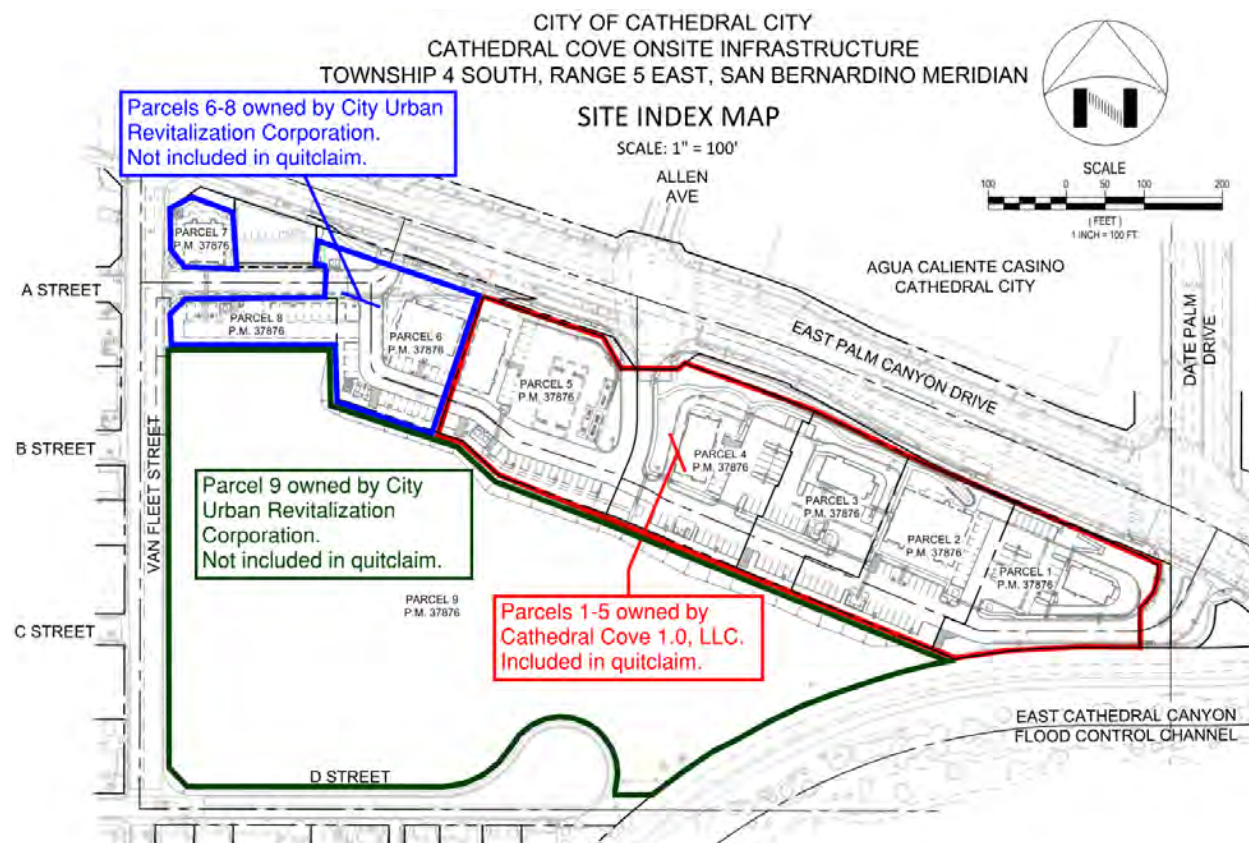 CITY OF CATHEDRAL CITY
CATHEDRAL COVE ONSITE INFRASTRUCTURE
TOWNSHIP 4 SOUTH, RANGE 5 EAST, SAN BERNARDINO MERIDIAN
SITE INDEX MAP
SCALE: 1" = 100'
N
SCALE
100 0 50 100 200
( FEET )
1 INCH = 100 FT.
Parcels 6-8 owned by City Urban
Revitalization Corporation.
Not included in quitclaim.
ALLEN
AVE
AGUA CALIENTE CASINO
CATHEDRAL CITY
EAST PALM CANYON DRIVE
DATE PALM
DRIVE
A STREET
B STREET
C STREET
D STREET
VAN FLEET STREET
PARCEL 7
P.M. 37876
PARCEL 8
P.M. 37876
PARCEL 6
P.M. 37876
PARCEL 5
P.M. 37876
PARCEL 4
P.M. 37876
PARCEL 3
P.M. 37876
PARCEL 2
P.M. 37876
PARCEL 1
P.M. 37876
Parcel 9 owned by City
Urban Revitalization
Corporation.
Not included in quitclaim.
PARCEL 9
P.M. 37876
Parcels 1-5 owned by
Cathedral Cove 1.0, LLC.
Included in quitclaim.
EAST CATHEDRAL CANYON
FLOOD CONTROL CHANNEL